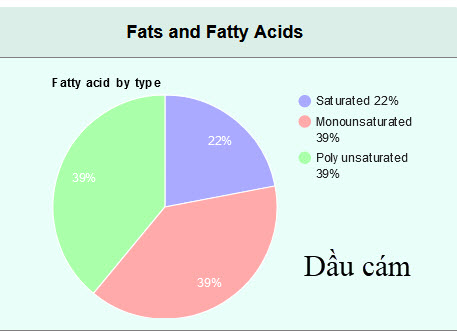 Fats and Fatty Acids
Fatty acid by type
Saturated 22%
Monounsaturated
39%
Poly unsaturated
39%
22%
39%
39%
Dầu cám